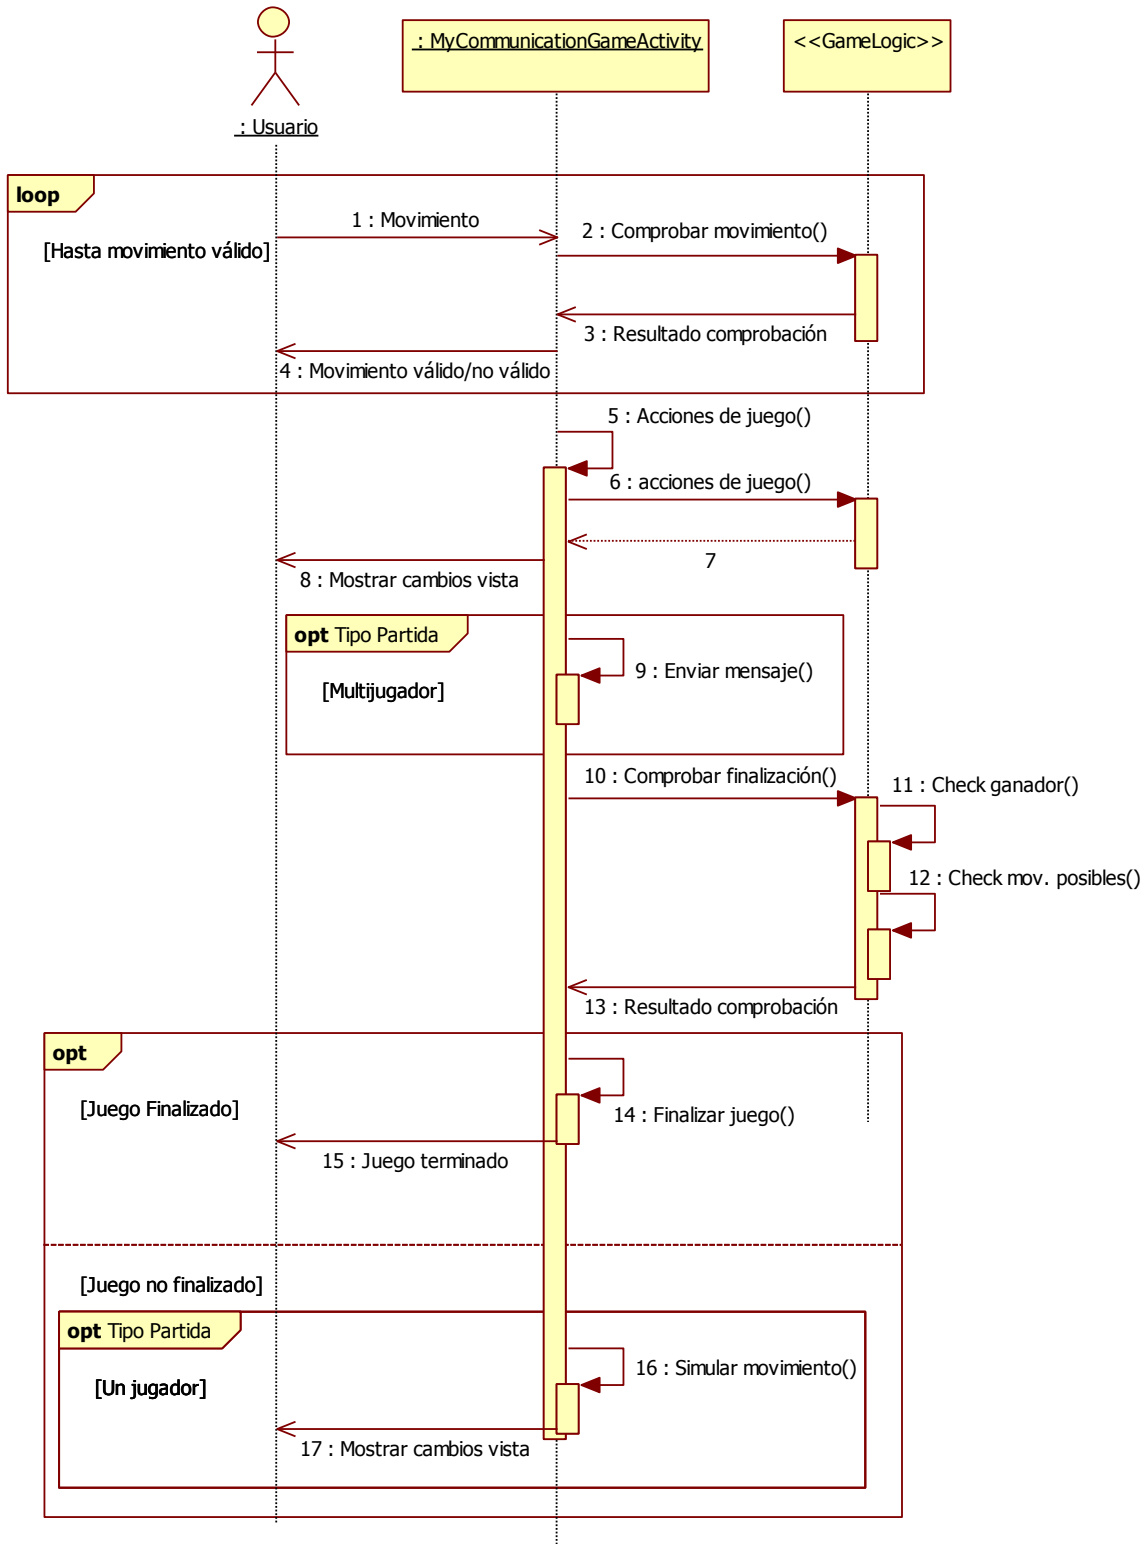 : MyCommunicationGameActivity
<<GameLogic>>
: Usuario
loop
1 : Movimiento
2 : Comprobar movimiento()
[Hasta movimiento válido]
3 : Resultado comprobación
4 : Movimiento válido/no válido
5 : Acciones de juego()
6 : acciones de juego()
7
8 : Mostrar cambios vista
opt Tipo Partida
9 : Enviar mensaje()
[Multijugador]
10 : Comprobar finalización()
11 : Check ganador()
12 : Check mov. posibles()
13 : Resultado comprobación
opt
[Juego Finalizado]
14 : Finalizar juego()
15 : Juego terminado
[Juego no finalizado]
opt Tipo Partida
16 : Simular movimiento()
[Un jugador]
17 : Mostrar cambios vista